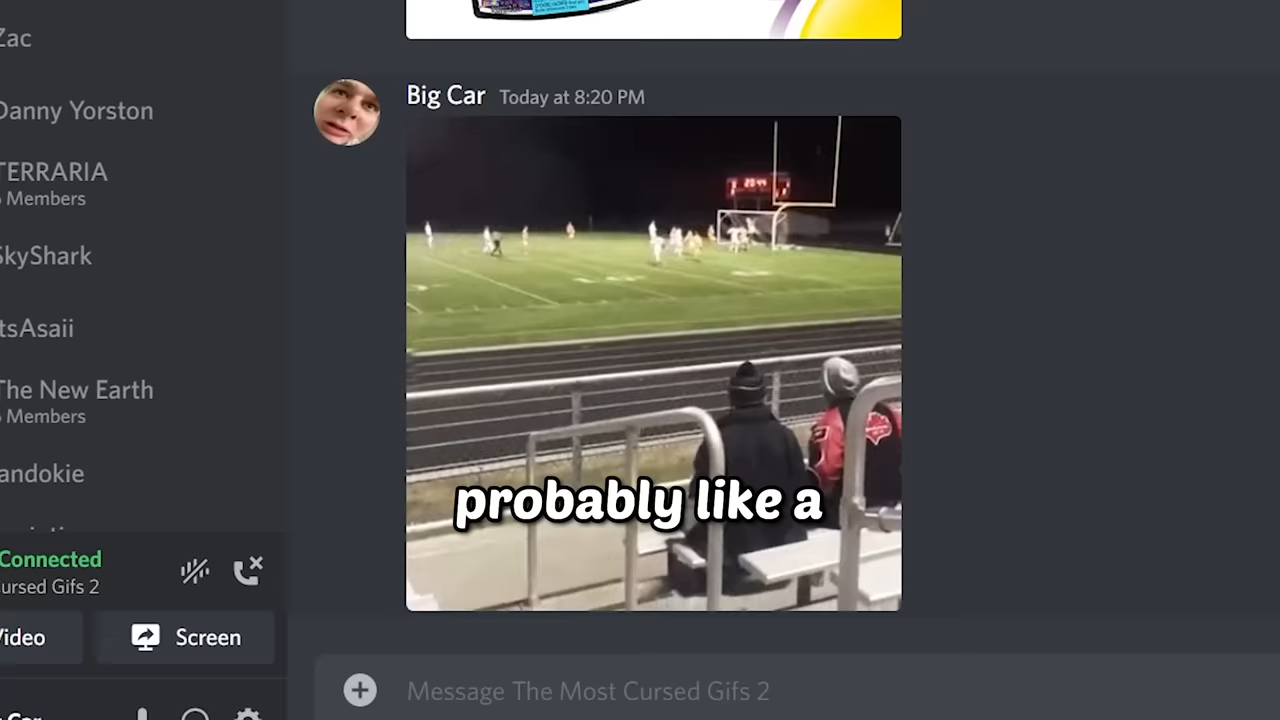 Zac
Danny Yorston
TERRARIA
Members
SkyShark
tsAsaii
The New Earth
Members
andokie
Connected
ursed Gifs 2
Video
Screen
Big Car Today at 8:20 PM
probably like a
Message The Most Cursed Gifs 2